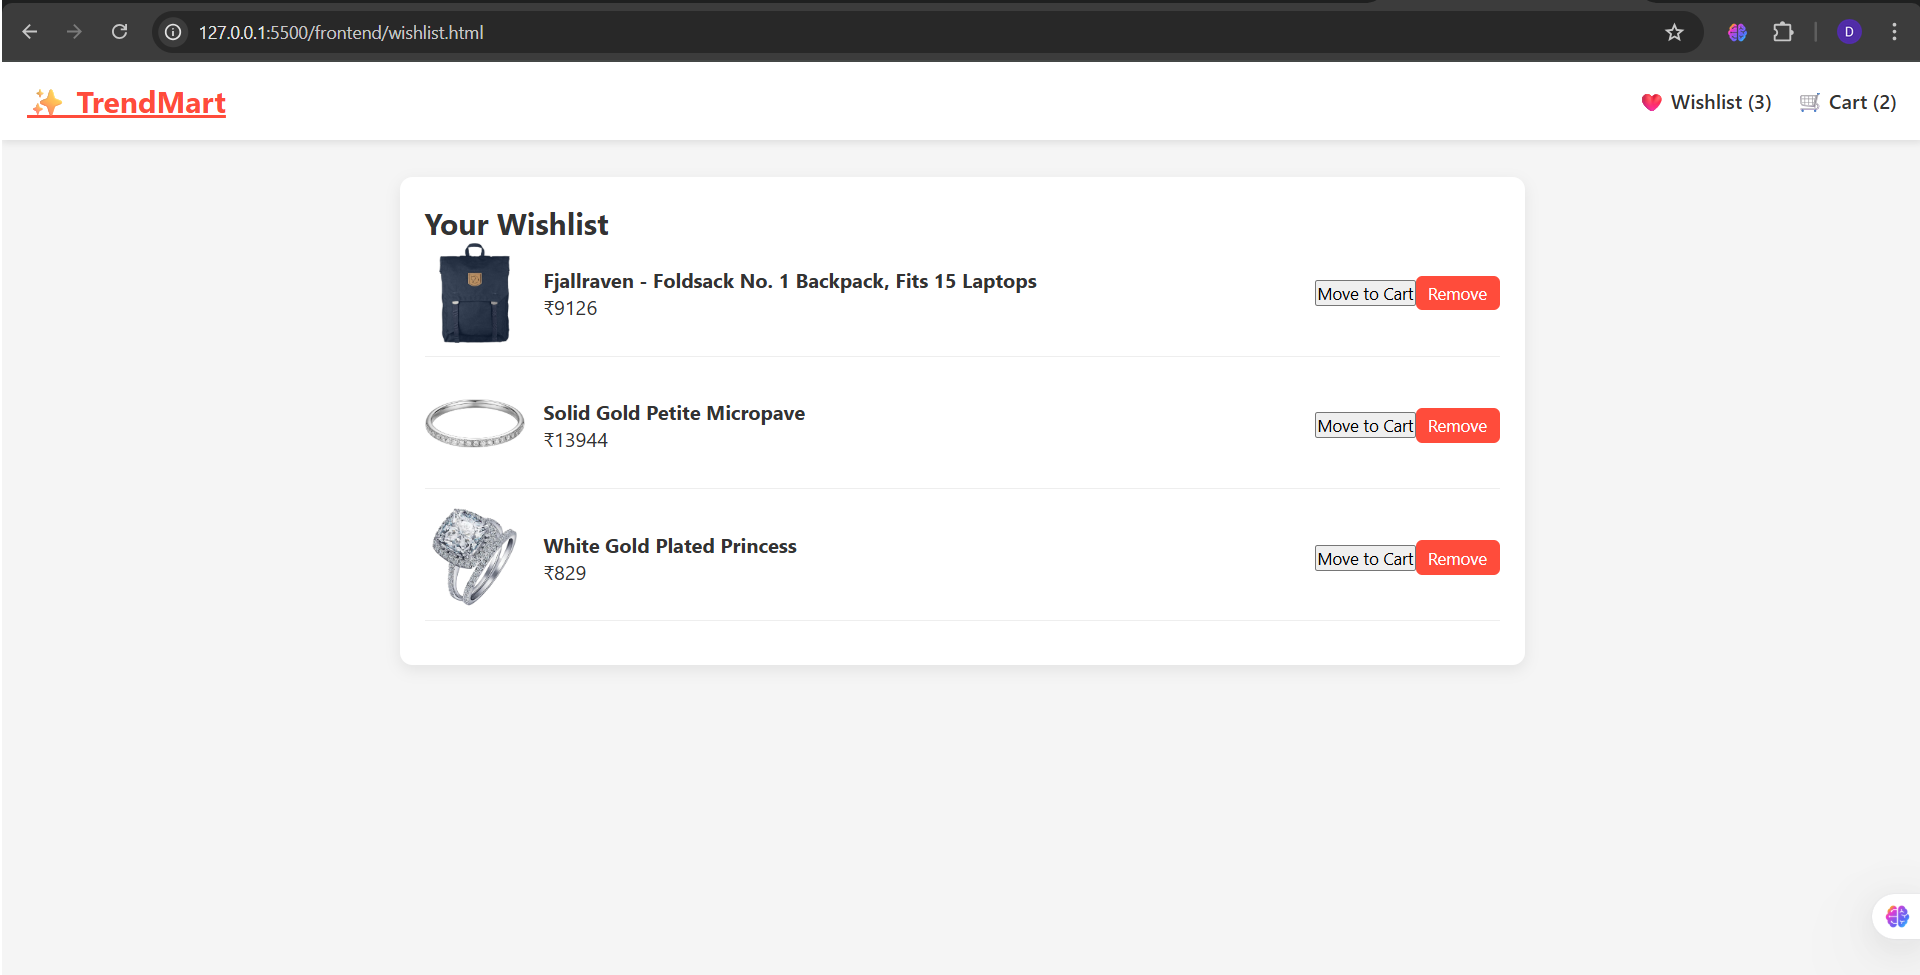 127.0.0.1:5500/frontend/wishlist.html
D
✨ TrendMart
❤️ Wishlist (3)
🛒 Cart (2)
Your Wishlist
Fjallraven - Foldsack No. 1 Backpack, Fits 15 Laptops
₹9126
Move to Cart
Remove
Solid Gold Petite Micropave
₹13944
Move to Cart
Remove
White Gold Plated Princess
₹829
Move to Cart
Remove